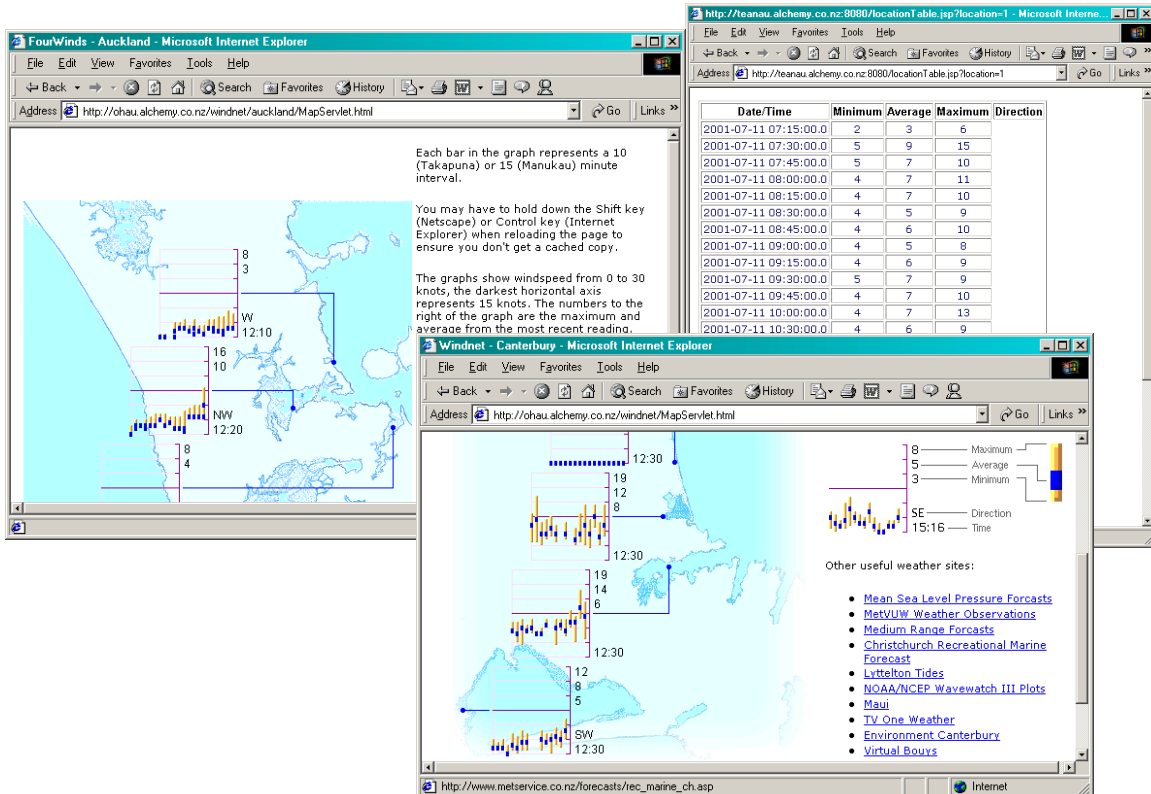 FourWinds - Auckland - Microsoft Internet Explorer
File Edit View Favorites Tools Help
Back Search Favorites History
Address http://ohau.alchemy.co.nz/windnet/auckland/MapServlet.html Go Links »
Each bar in the graph represents a 10
(Takapuna) or 15 (Manukau) minute
interval.
You may have to hold down the Shift key
(Netscape) or Control key (Internet
Explorer) when reloading the page to
ensure you don't get a cached copy.
The graphs show windspeed from 0 to 30
knots, the darkest horizontal axis
represents 15 knots. The numbers to the
right of the graph are the maximum and
average from the most recent reading.
8
3
W
12:10
16
10
NW
12:20
8
4
http://teanau.alchemy.co.nz:8080/locationTable.jsp?location=1 - Microsoft Interne...
File Edit View Favorites Tools Help
Back Search Favorites History
Address http://teanau.alchemy.co.nz:8080/locationTable.jsp?location=1 Go Links »
Date/Time Minimum Average Maximum Direction
2001-07-11 07:15:00.0 2 3 6
2001-07-11 07:30:00.0 5 9 15
2001-07-11 07:45:00.0 5 7 10
2001-07-11 08:00:00.0 4 7 11
2001-07-11 08:15:00.0 4 7 10
2001-07-11 08:30:00.0 4 5 9
2001-07-11 08:45:00.0 4 6 10
2001-07-11 09:00:00.0 4 5 8
2001-07-11 09:15:00.0 4 6 9
2001-07-11 09:30:00.0 5 7 9
2001-07-11 09:45:00.0 4 7 10
2001-07-11 10:00:00.0 4 7 13
2001-07-11 10:30:00.0 4 6 9
Windnet - Canterbury - Microsoft Internet Explorer
File Edit View Favorites Tools Help
Back Search Favorites History
Address http://ohau.alchemy.co.nz/windnet/MapServlet.html Go Links »
12:30
19
12
8
12:30
19
14
6
12:30
12
8
5
SW
12:30
8 Maximum
5 Average
3 Minimum
SE Direction
15:16 Time
Other useful weather sites:
Mean Sea Level Pressure Forcasts
MetVUW Weather Observations
Medium Range Forcasts
Christchurch Recreational Marine
Forecast
Lyttelton Tides
NOAA/NCEP Wavewatch III Plots
Maui
TV One Weather
Environment Canterbury
Virtual Bouys
http://www.metservice.co.nz/forecasts/rec_marine_ch.asp Internet